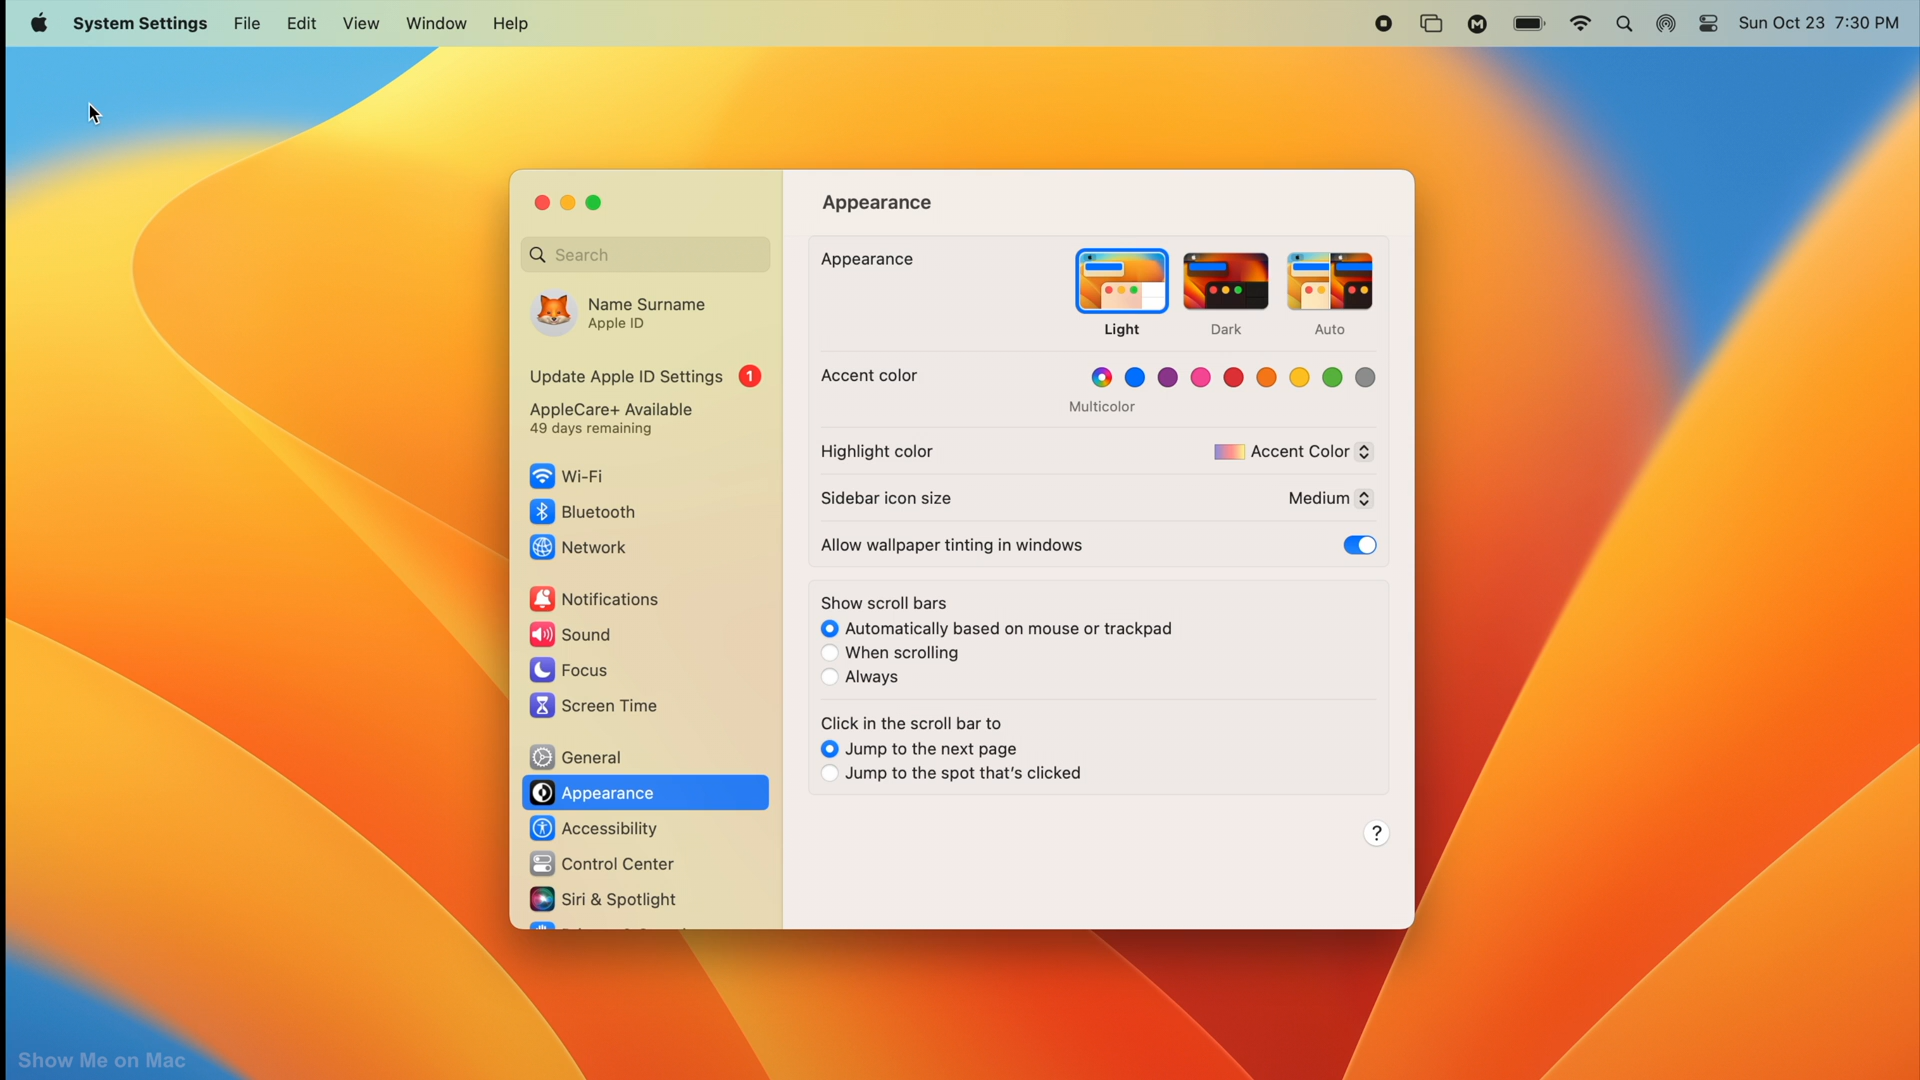 System Settings File Edit View Window Help Sun Oct 23 7:30 PM
Appearance
Search
Name Surname
Apple ID
Update Apple ID Settings 1
AppleCare+ Available
49 days remaining
Wi-Fi
Bluetooth
Network
Notifications
Sound
Focus
Screen Time
General
Appearance
Accessibility
Control Center
Siri & Spotlight
Appearance
Light Dark Auto
Accent color
Multicolor
Highlight color Accent Color
Sidebar icon size Medium
Allow wallpaper tinting in windows
Show scroll bars
Automatically based on mouse or trackpad
When scrolling
Always
Click in the scroll bar to
Jump to the next page
Jump to the spot that's clicked
?
Show Me on Mac